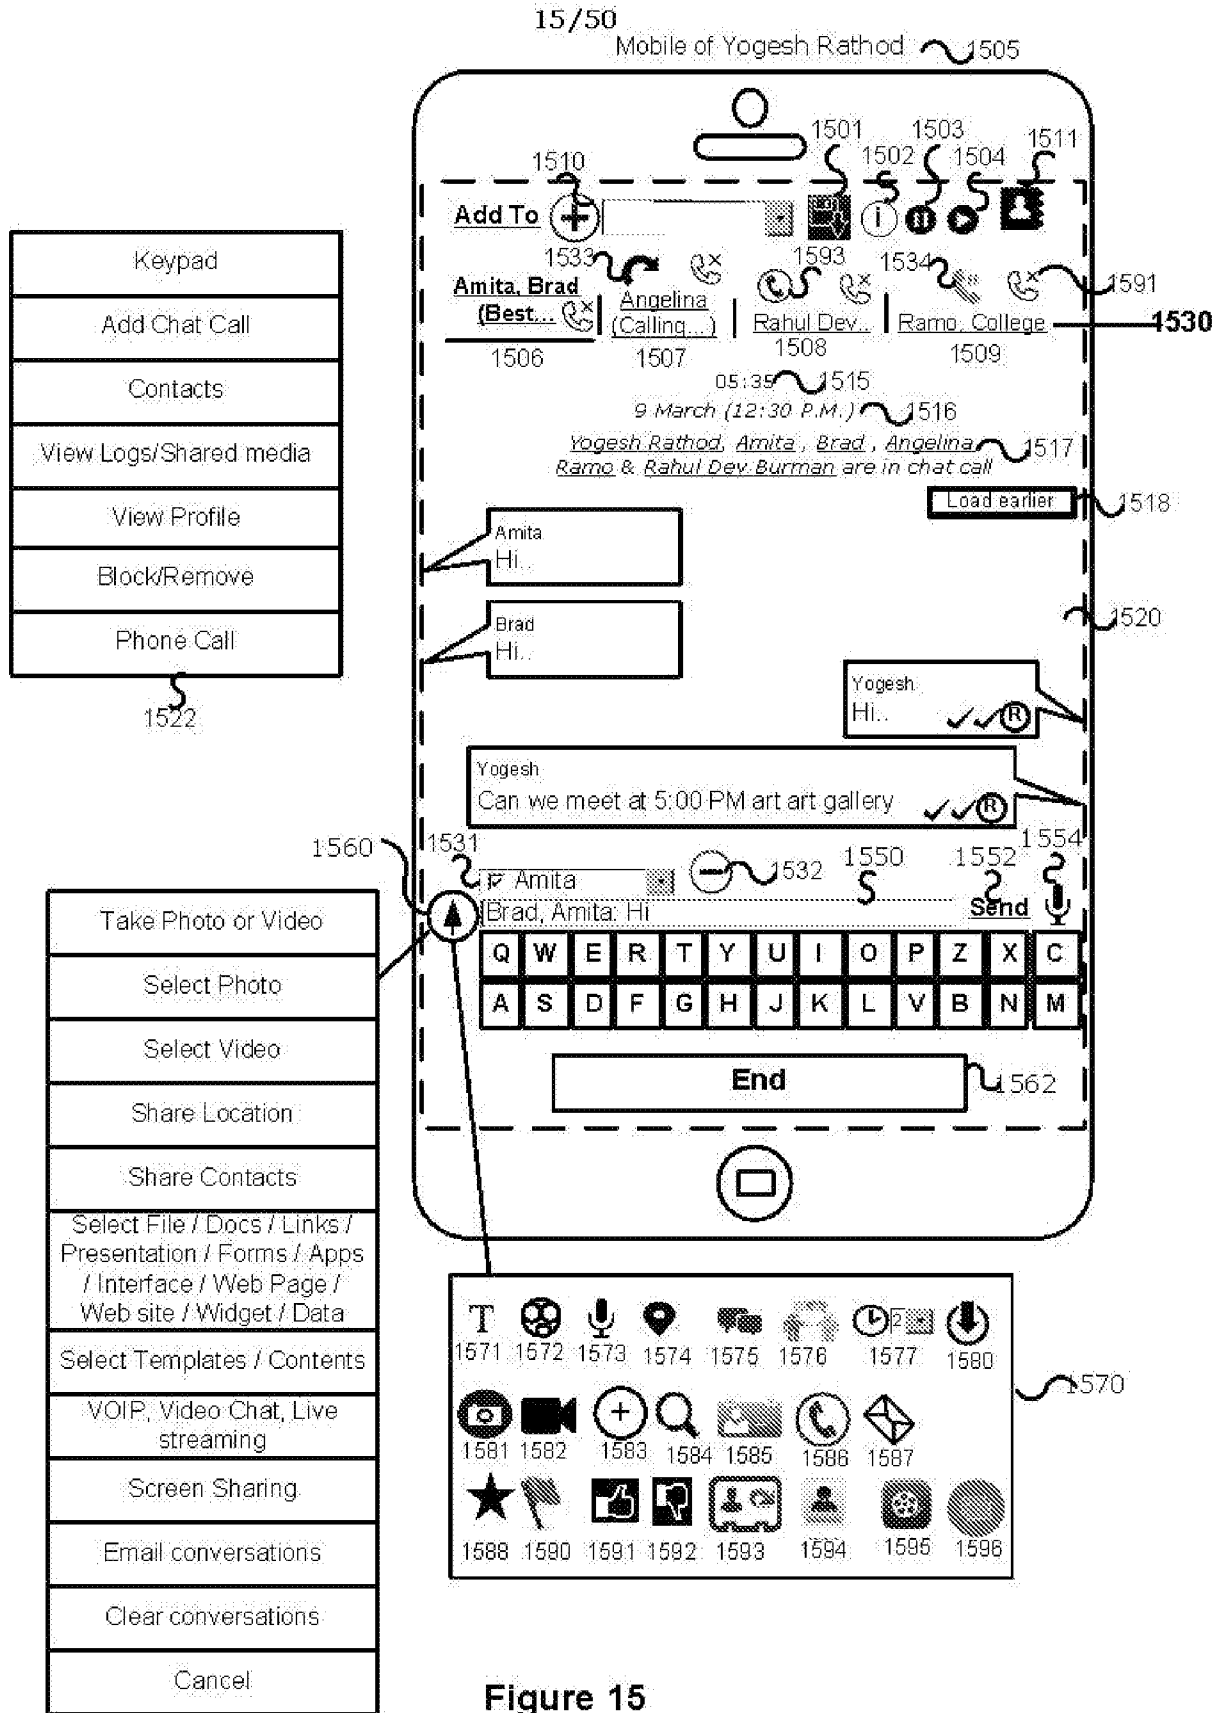 15/50
Mobile of Yogesh Rathod 1505
1501 1503
1510 1502 1504 1511
Add To
i
1533 1593 1534 1591
Amita, Brad
(Best...
Angelina
(Calling...)
Rahul Dev..
Ramo, College
1530
1506 1507 1508 1509
05:35 1515
9 March (12:30 P.M.) 1516
Yogesh Rathod, Amita , Brad , Angelina 1517
Ramo & Rahul Dev Burman are in chat call
Load earlier 1518
Keypad
Add Chat Call
Contacts
View Logs/Shared media
View Profile
Block/Remove
Phone Call
1522
Amita
Hi..
Brad
Hi..
1520
Yogesh
Hi..
R
Yogesh
Can we meet at 5:00 PM art art gallery
R
1560 1531 1532 1550 1552 1554
Amita
Brad, Amita: Hi Send
Q W E R T Y U I O P Z X C
A S D F G H J K L V B N M
End 1562
Take Photo or Video
Select Photo
Select Video
Share Location
Share Contacts
Select File / Docs / Links /
Presentation / Forms / Apps
/ Interface / Web Page /
Web site / Widget / Data
Select Templates / Contents
VOIP, Video Chat, Live
streaming
Screen Sharing
Email conversations
Clear conversations
Cancel
T 2
1571 1572 1573 1574 1575 1576 1577 1580
1570
1581 1582 1583 1584 1585 1586 1587
1588 1590 1591 1592 1593 1594 1595 1596
Figure 15